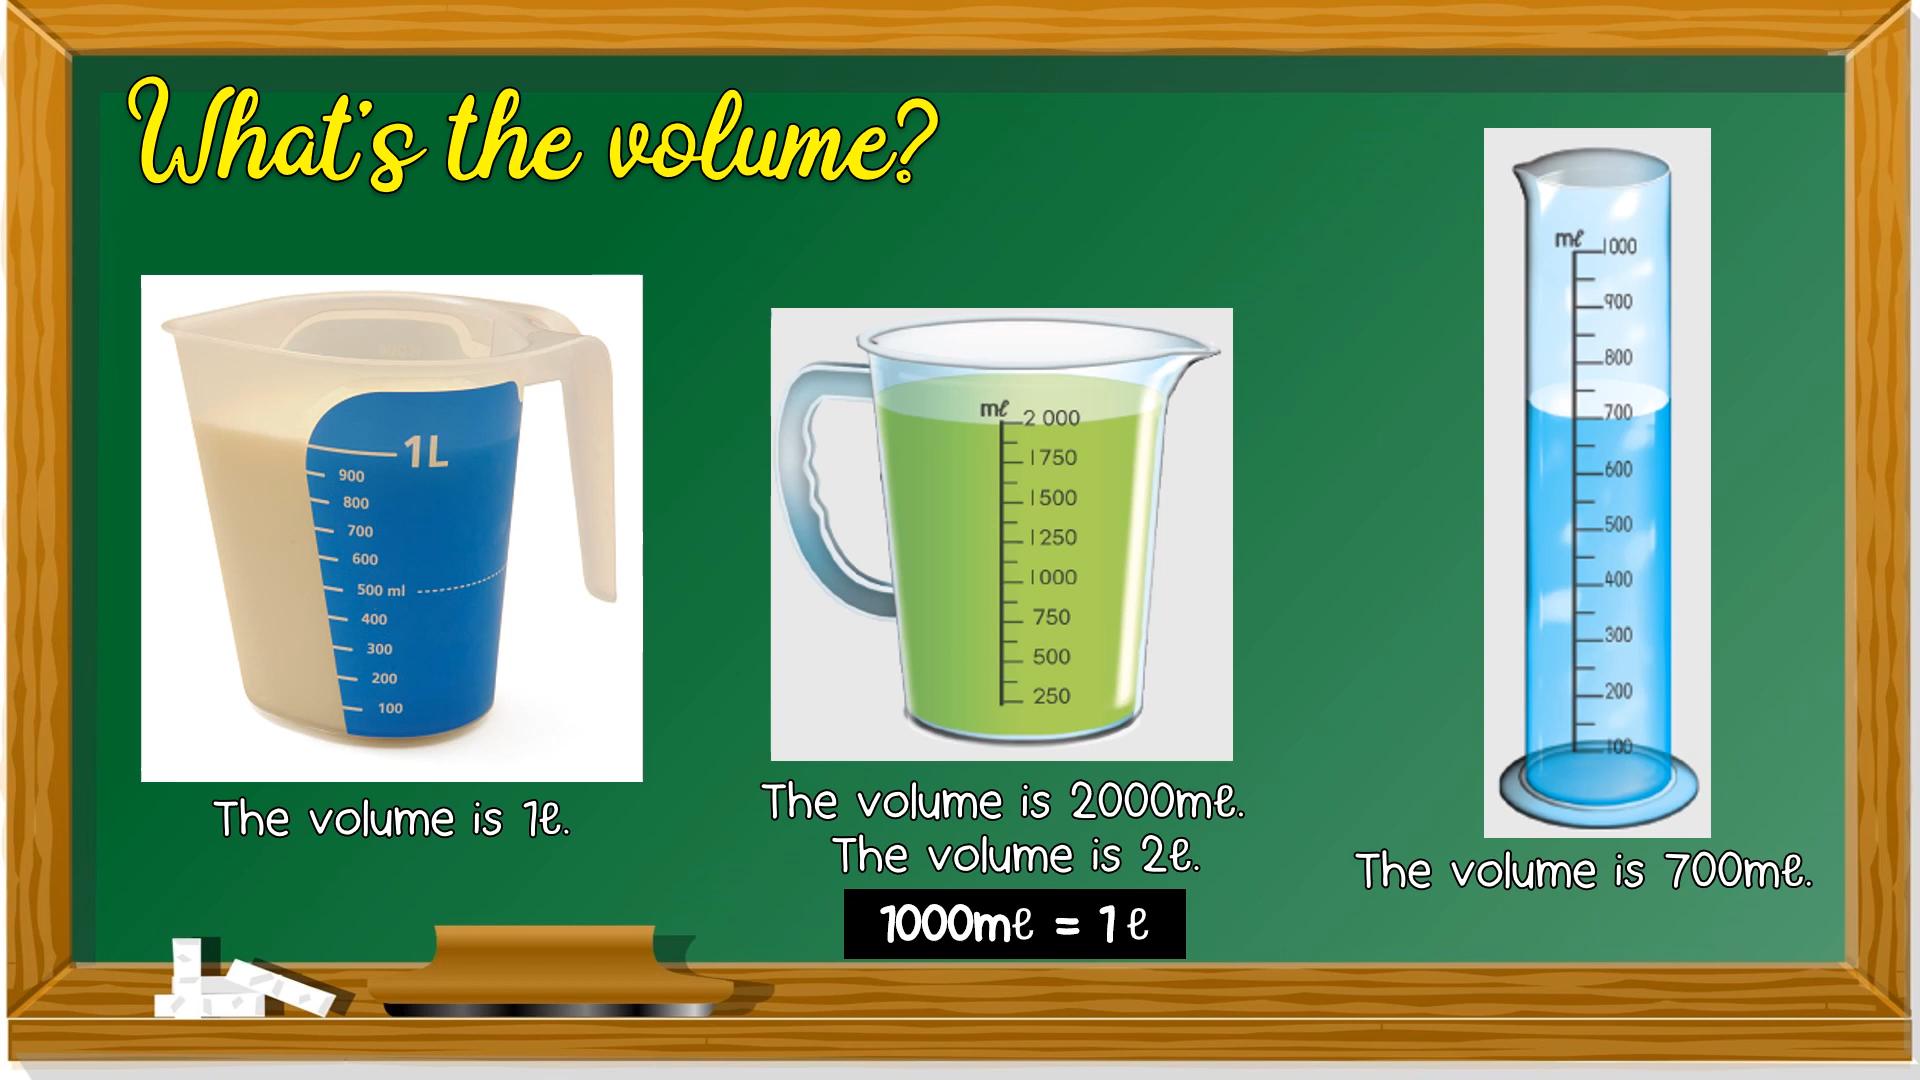 What's the volume?
1L
900
800
700
600
500 ml
400
300
200
100
The volume is 1ℓ.
mℓ
2 000
1750
1500
1250
1000
750
500
250
The volume is 2000mℓ.
The volume is 2ℓ.
1000mℓ = 1 ℓ
mℓ
1000
900
800
700
600
500
400
300
200
100
The volume is 700mℓ.